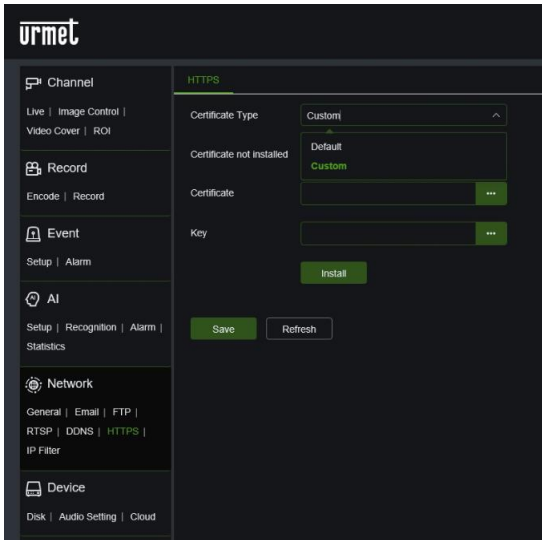 urmet
Channel
Live | Image Control |
Video Cover | ROI
Record
Encode | Record
Event
Setup | Alarm
AI
AI
Setup | Recognition | Alarm |
Statistics
Network
General | Email | FTP |
RTSP | DDNS | HTTPS |
IP Filter
Device
Disk | Audio Setting | Cloud
HTTPS
Certificate Type
Custom
Default
Custom
Certificate not installed
Certificate
...
Key
...
Install
Save
Refresh